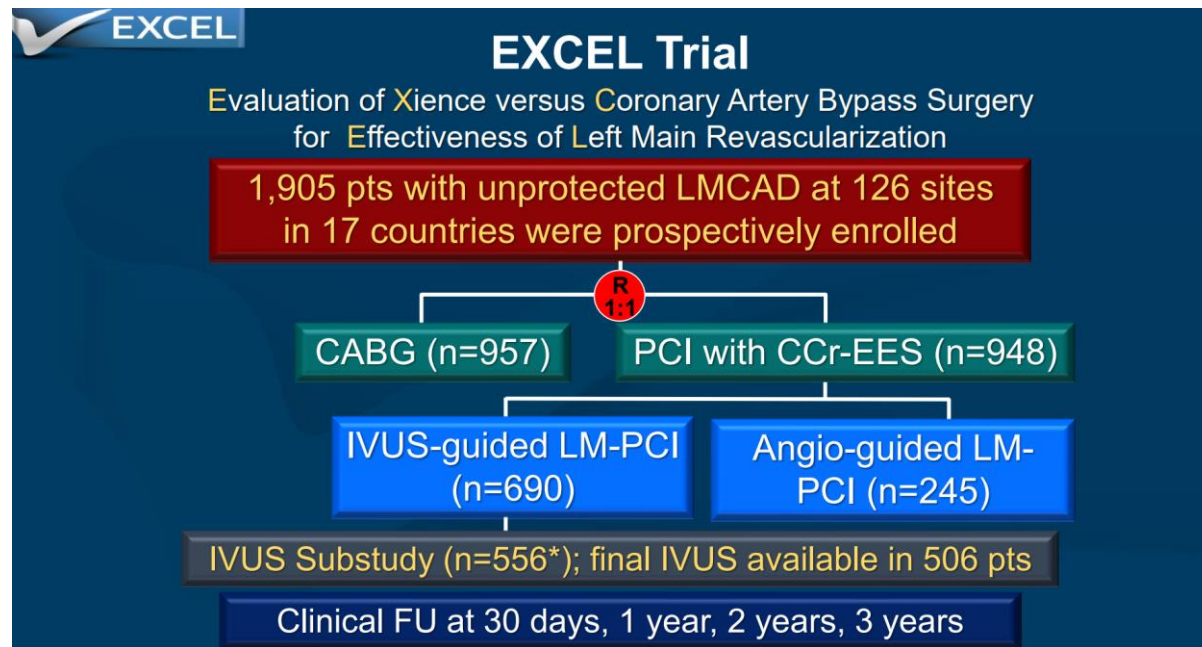 EXCEL
EXCEL Trial
Evaluation of Xience versus Coronary Artery Bypass Surgery
for Effectiveness of Left Main Revascularization
1,905 pts with unprotected LMCAD at 126 sites
in 17 countries were prospectively enrolled
R
1:1
CABG (n=957)
PCI with CCr-EES (n=948)
IVUS-guided LM-PCI
(n=690)
Angio-guided LM-
PCI (n=245)
IVUS Substudy (n=556*); final IVUS available in 506 pts
Clinical FU at 30 days, 1 year, 2 years, 3 years